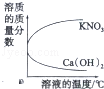 溶质的
质量分
数
KNO₃
Ca(OH)₂
0
溶液的温度/℃